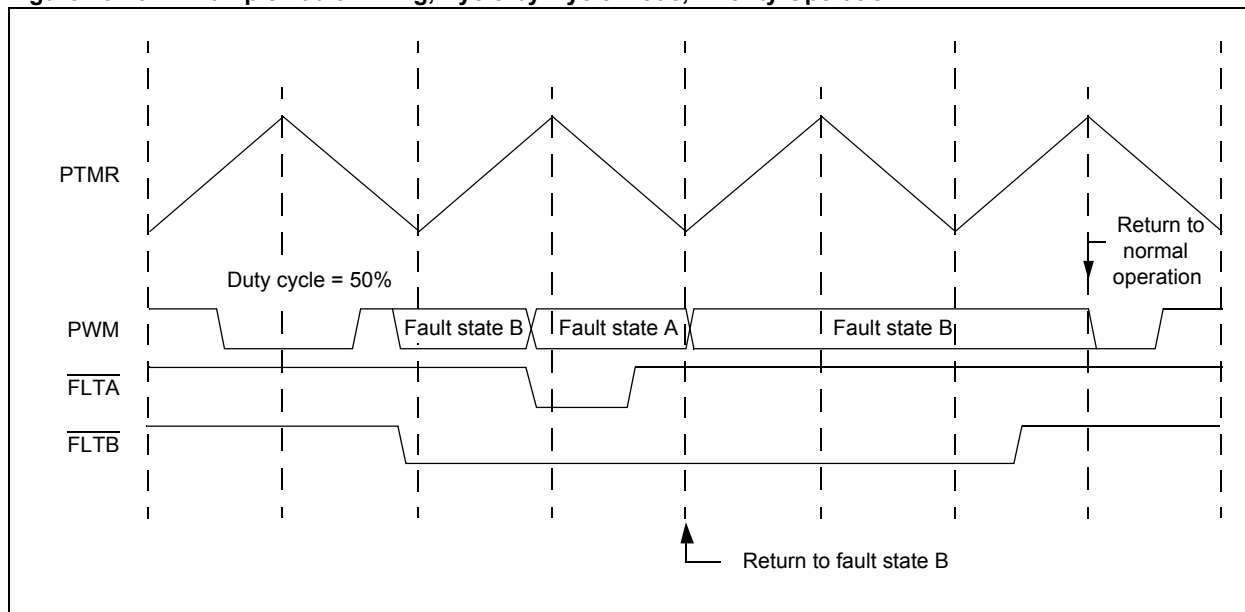 PTMR
Return to
normal
operation
Duty cycle = 50%
PWM
Fault state B
Fault state A
Fault state B
FLTA
FLTB
Return to fault state B